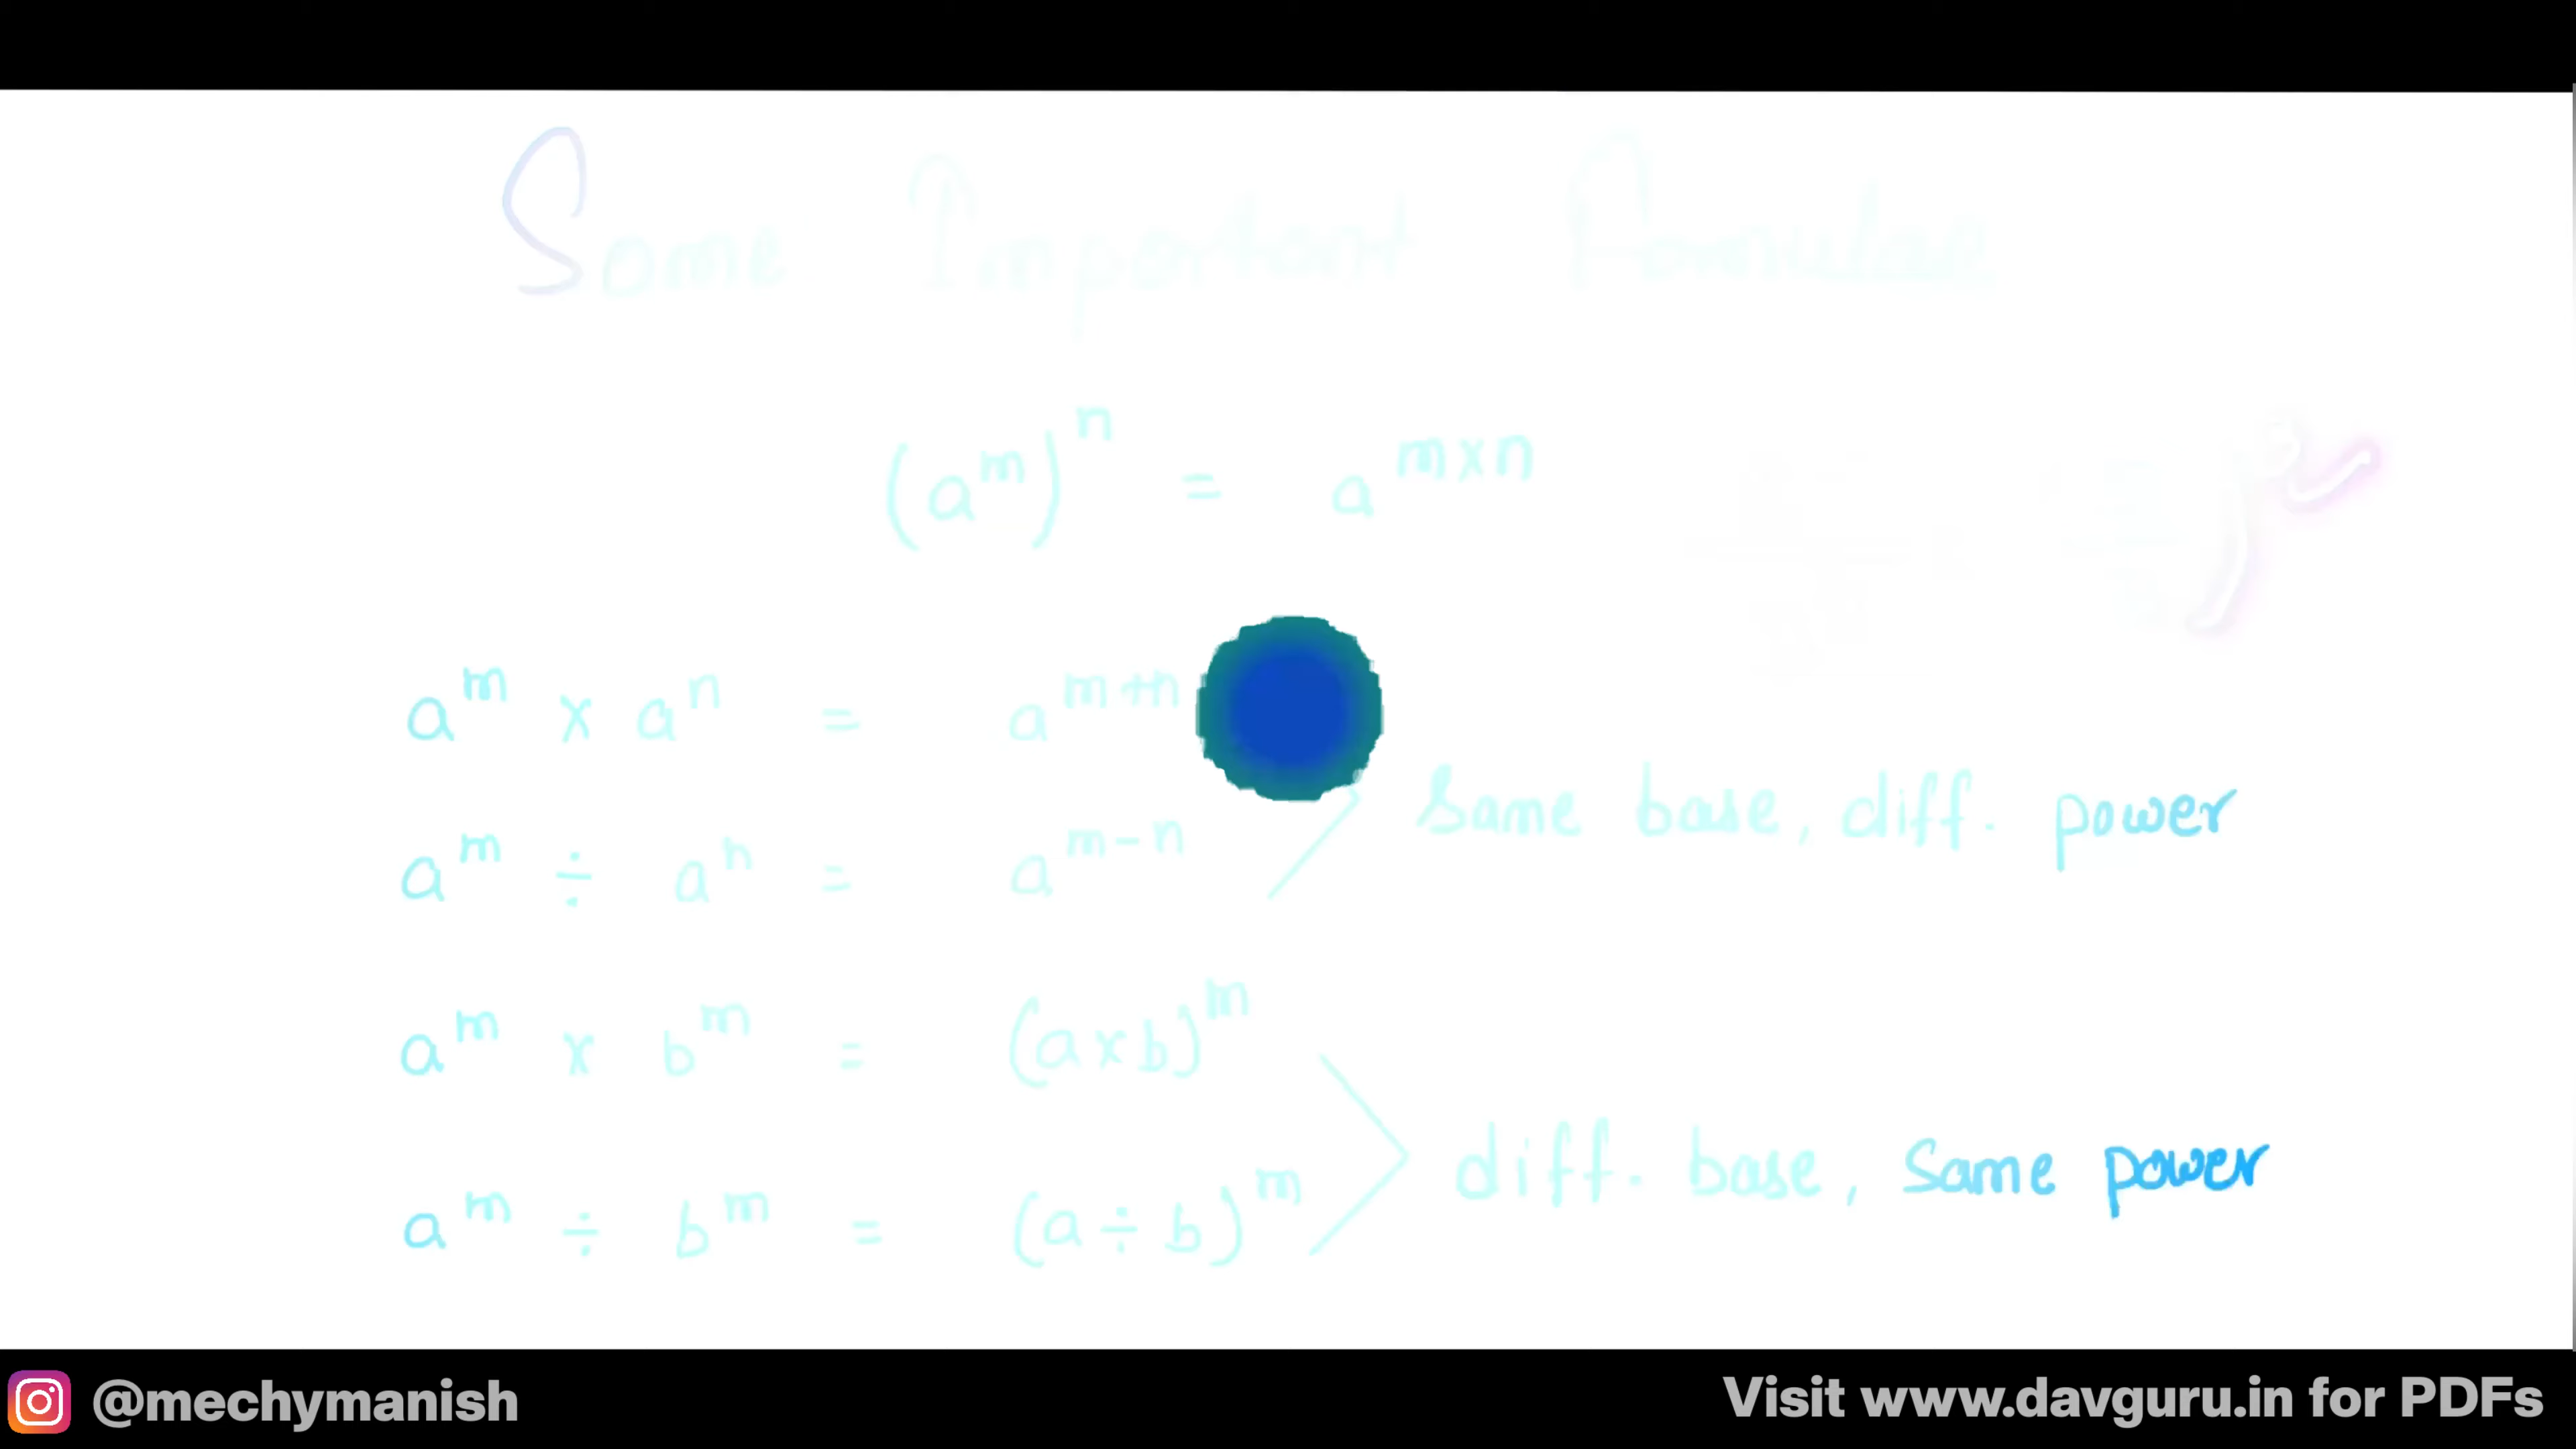 Some Important Formulae
(a^m)^n = a^(m×n)
a^m × a^n = a^(m+n)
a^m ÷ a^n = a^(m-n)
Same base, diff. power
a^m × b^m = (a×b)^m
a^m ÷ b^m = (a÷b)^m
diff. base, Same power
@mechymanish
Visit www.davguru.in for PDFs